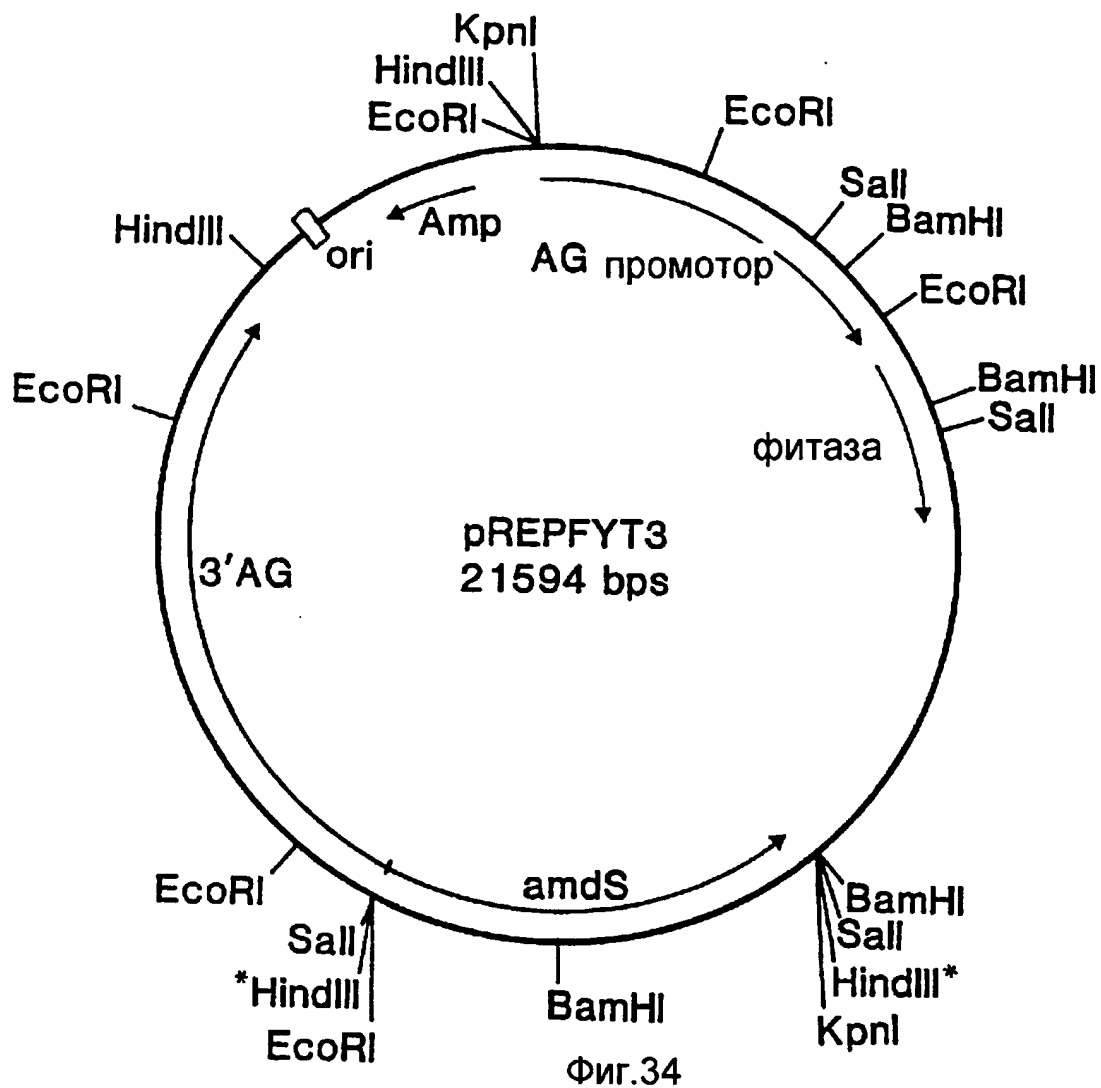 KpnI
HindIII
EcoRI
EcoRI
SalI
BamHI
EcoRI
BamHI
SalI
HindIII
ori
Amp
AG промотор
фитаза
EcoRI
3'AG
pREPFYT3
21594 bps
EcoRI
SalI
*HindIII
EcoRI
amdS
BamHI
BamHI
SalI
HindIII*
KpnI
Фиг.34